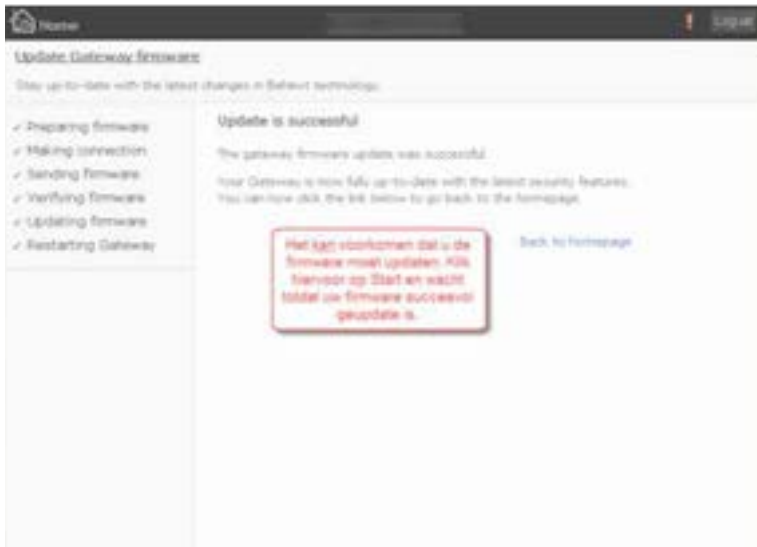 Home
Logout
Update Gateway firmware
Stay up-to-date with the latest changes in technology.
✓ Preparing firmware
✓ Making connection
✓ Sending firmware
✓ Verifying firmware
✓ Updating firmware
✓ Restarting Gateway
Update is successful
The gateway firmware update was successful.
Your Gateway is now fully up-to-date with the latest security features.
You can now click the link below to go back to the homepage.
Back to homepage
Het kan voorkomen dat u de
firmware moet updaten. Klik
hiervoor op Start en wacht
totdat uw firmware succesvol
geupdate is.